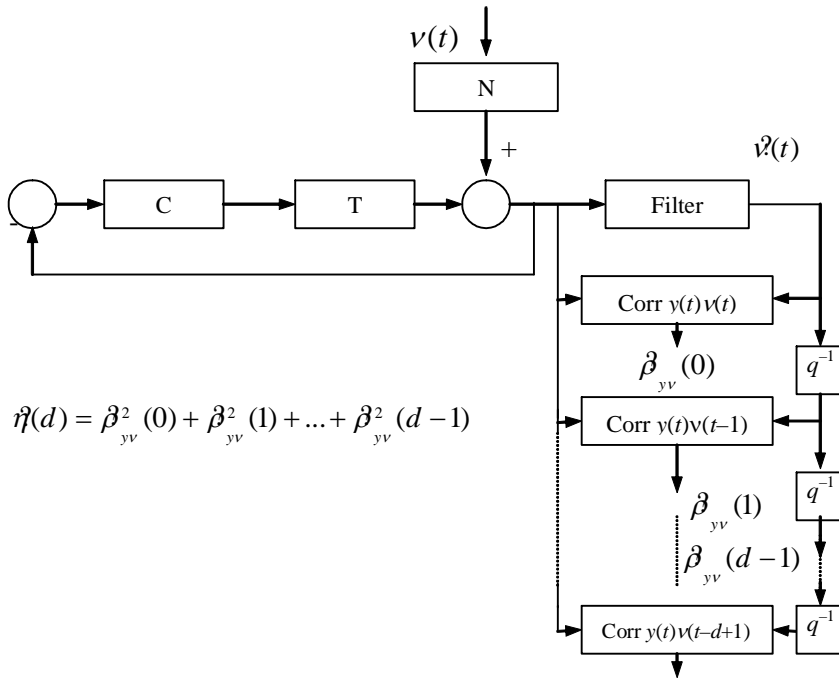 ν(t)
N
+
ν̂(t)
C
T
Filter
-
Corr y(t)ν(t)
ρ̂yν(0)
q⁻¹
η̂(d) = ρ̂²yν(0) + ρ̂²yν(1) + ... + ρ̂²yν(d − 1)
Corr y(t)ν(t−1)
q⁻¹
ρ̂yν(1)
ρ̂yν(d − 1)
Corr y(t)ν(t−d+1)
q⁻¹